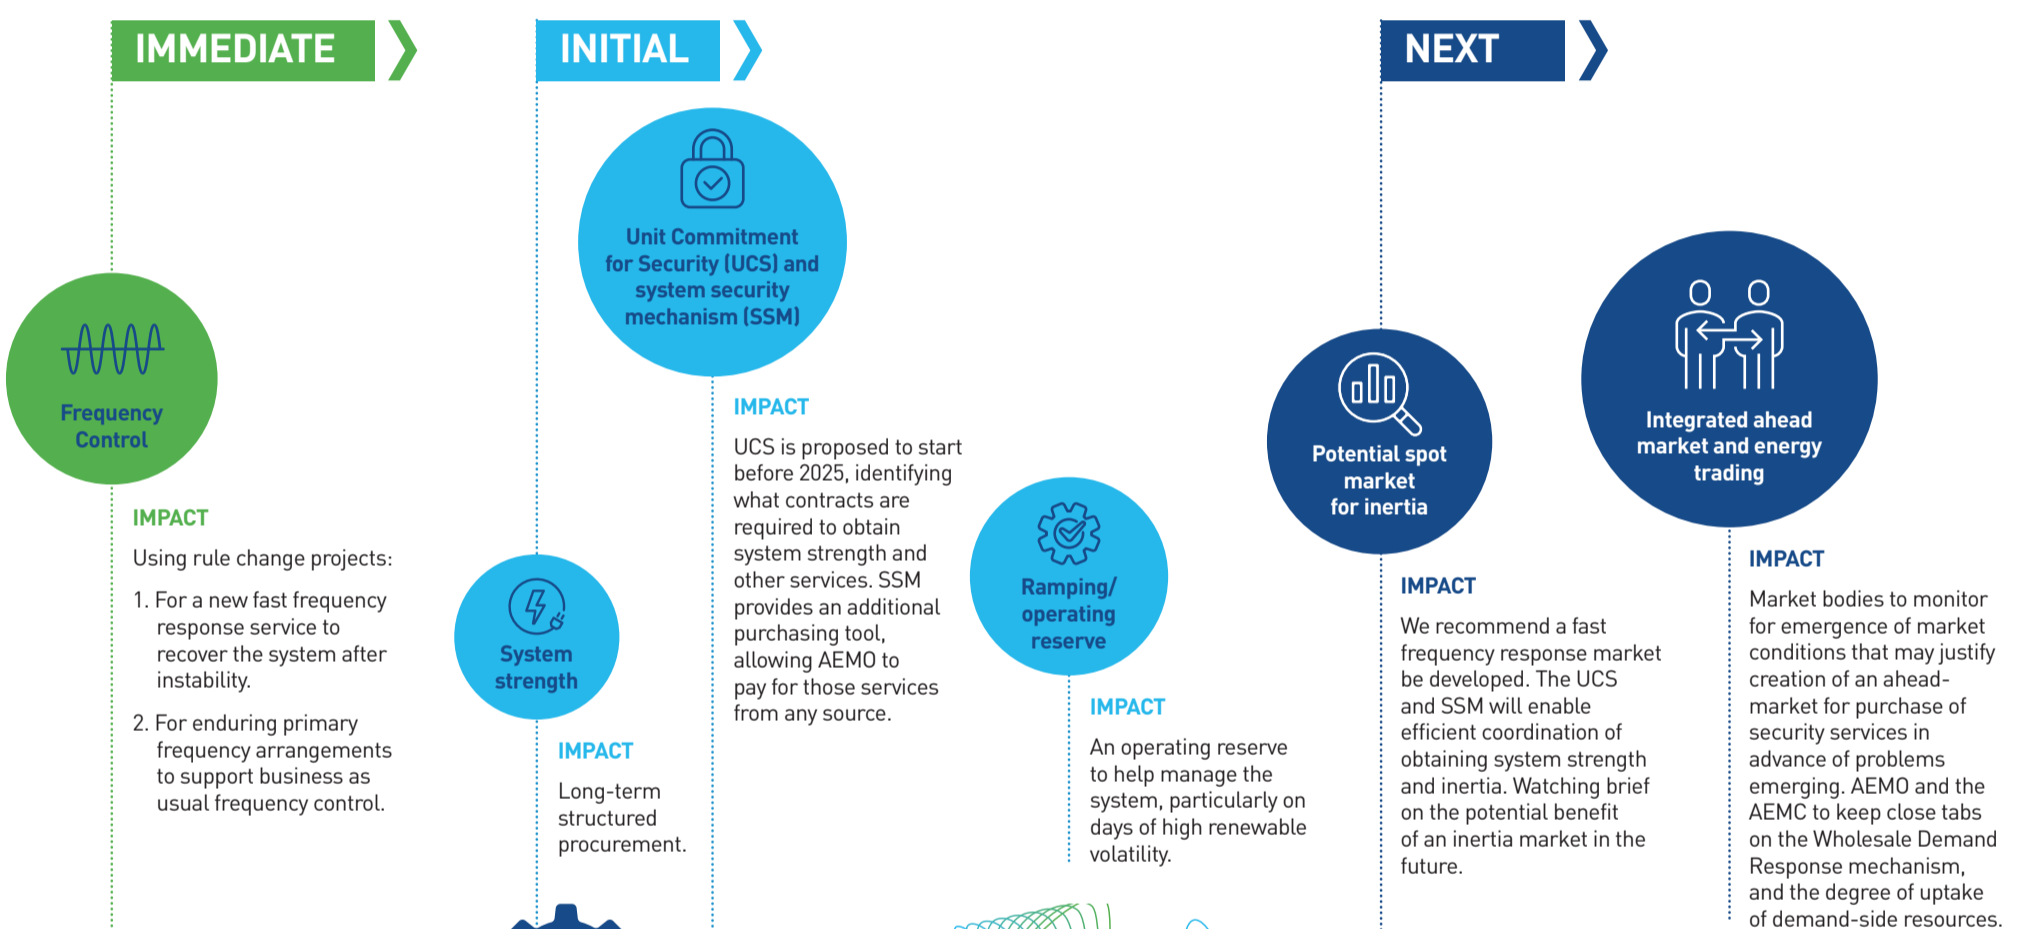 IMMEDIATE
INITIAL
NEXT
Frequency
Control
IMPACT
Using rule change projects:
1. For a new fast frequency
response service to
recover the system after
instability.
2. For enduring primary
frequency arrangements
to support business as
usual frequency control.
System
strength
IMPACT
Long-term
structured
procurement.
Unit Commitment
for Security (UCS) and
system security
mechanism (SSM)
IMPACT
UCS is proposed to start
before 2025, identifying
what contracts are
required to obtain
system strength and
other services. SSM
provides an additional
purchasing tool,
allowing AEMO to
pay for those services
from any source.
Ramping/
operating
reserve
IMPACT
An operating reserve
to help manage the
system, particularly on
days of high renewable
volatility.
Potential spot
market
for inertia
IMPACT
We recommend a fast
frequency response market
be developed. The UCS
and SSM will enable
efficient coordination of
obtaining system strength
and inertia. Watching brief
on the potential benefit
of an inertia market in the
future.
Integrated ahead
market and energy
trading
IMPACT
Market bodies to monitor
for emergence of market
conditions that may justify
creation of an ahead-
market for purchase of
security services in
advance of problems
emerging. AEMO and the
AEMC to keep close tabs
on the Wholesale Demand
Response mechanism,
and the degree of uptake
of demand-side resources.